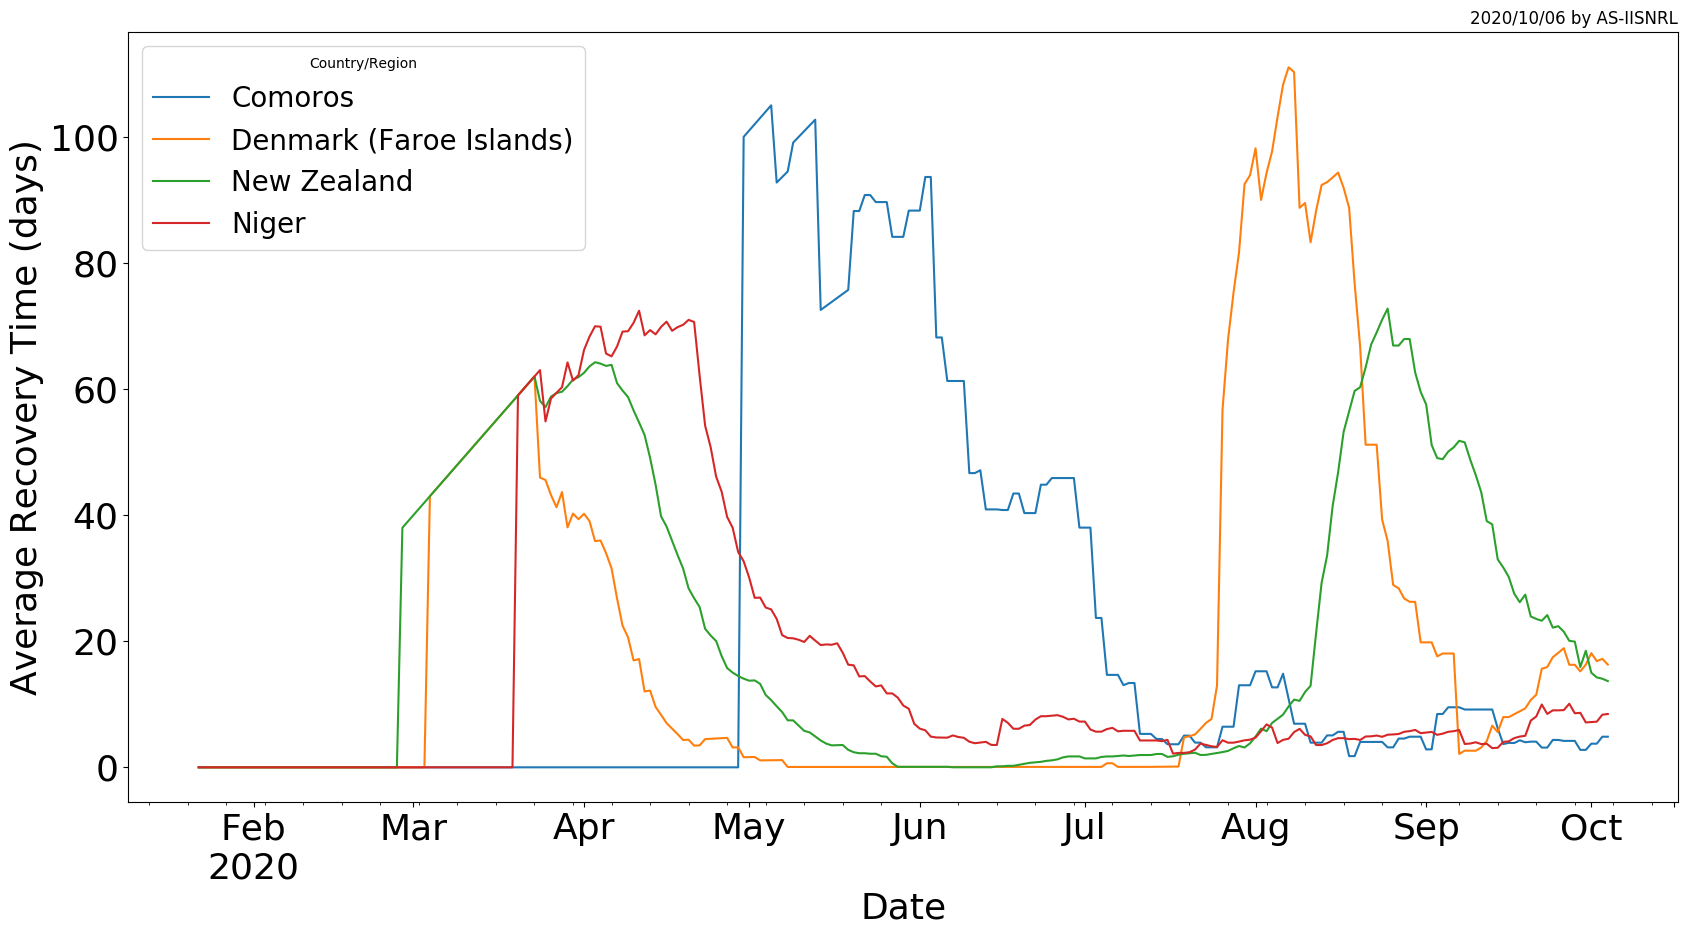 2020/10/06 by AS-IISNRL
Country/Region
Comoros
Denmark (Faroe Islands)
New Zealand
Niger
Average Recovery Time (days)
100
80
60
40
20
0
Feb Mar Apr May Jun Jul Aug Sep Oct
2020
Date